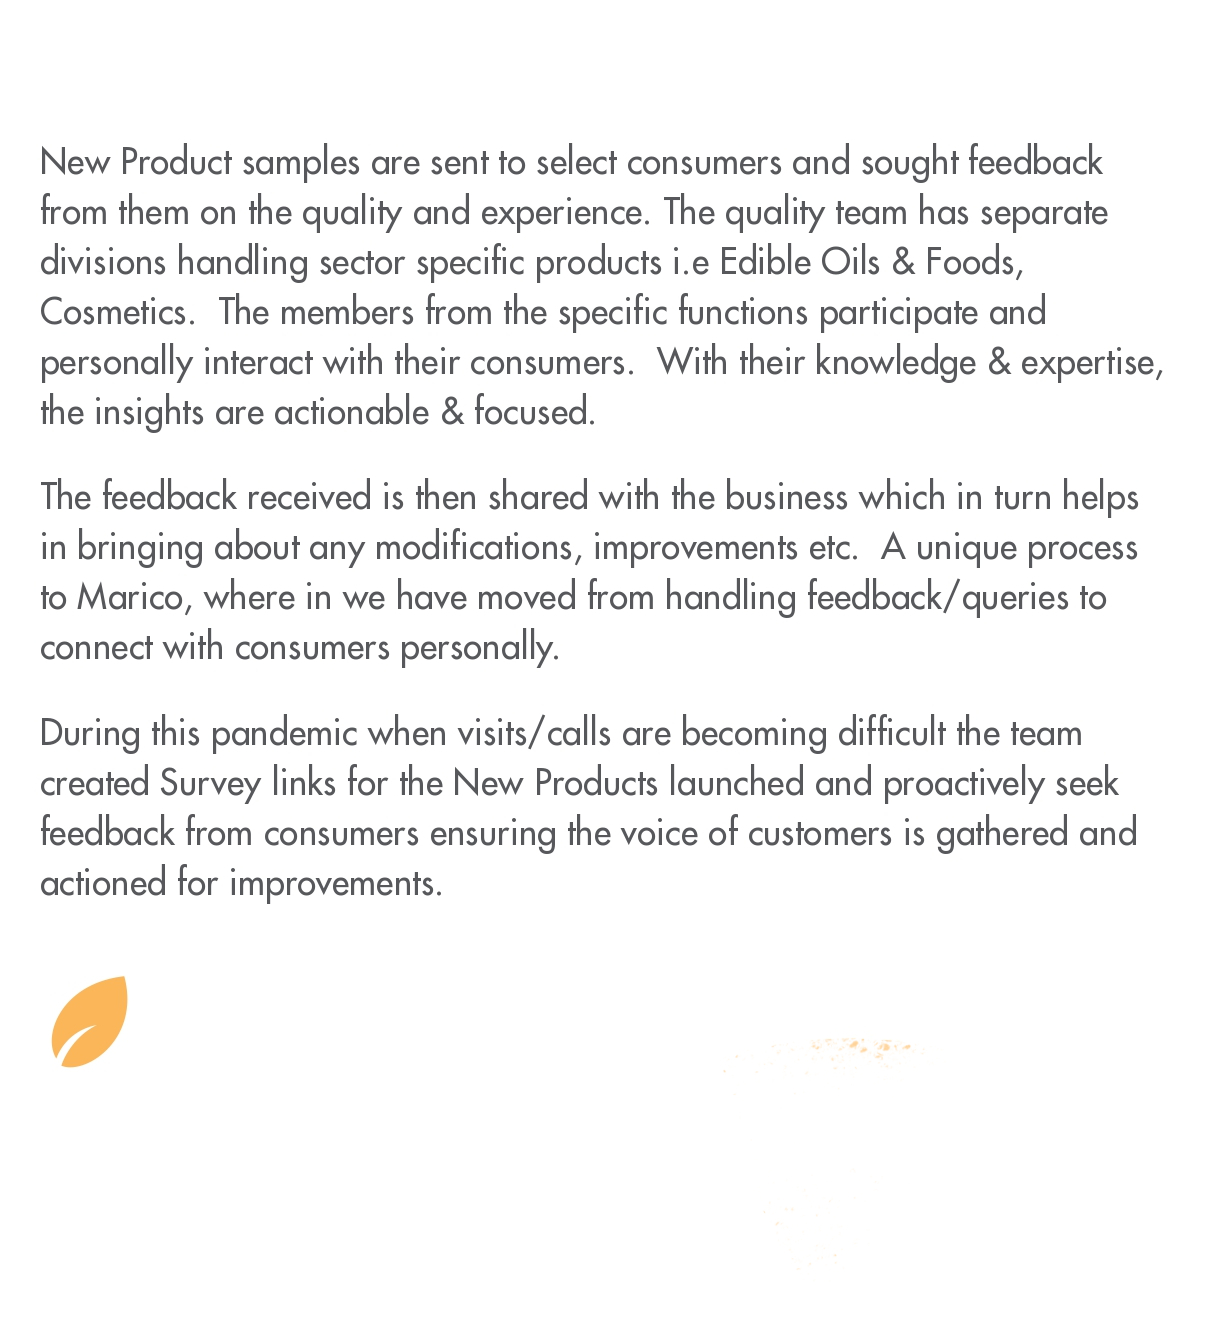 New Product samples are sent to select consumers and sought feedback
from them on the quality and experience. The quality team has separate
divisions handling sector specific products i.e Edible Oils & Foods,
Cosmetics.  The members from the specific functions participate and
personally interact with their consumers.  With their knowledge & expertise,
the insights are actionable & focused.
The feedback received is then shared with the business which in turn helps
in bringing about any modifications, improvements etc.  A unique process
to Marico, where in we have moved from handling feedback/queries to
connect with consumers personally.
During this pandemic when visits/calls are becoming difficult the team
created Survey links for the New Products launched and proactively seek
feedback from consumers ensuring the voice of customers is gathered and
actioned for improvements.